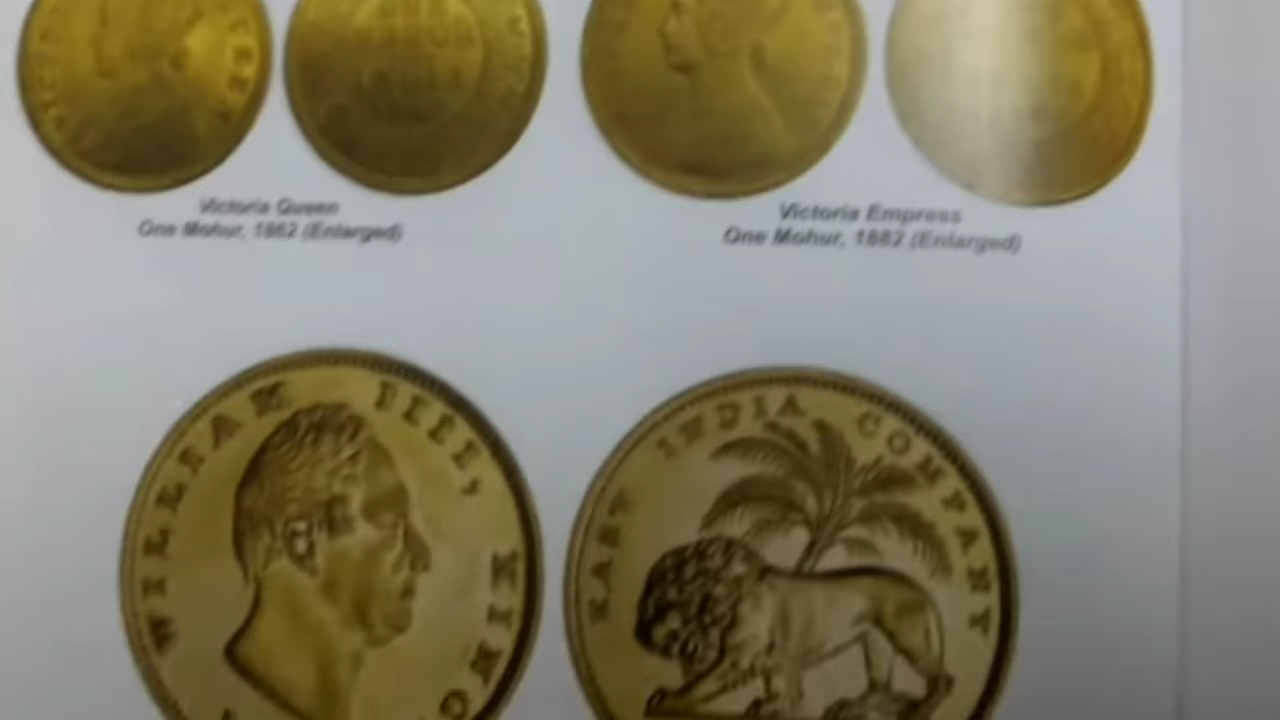 Victoria Queen
One Mohur, 1862 (Enlarged)
Victoria Empress
One Mohur, 1882 (Enlarged)
WILLIAM IIII, KING
EAST INDIA COMPANY